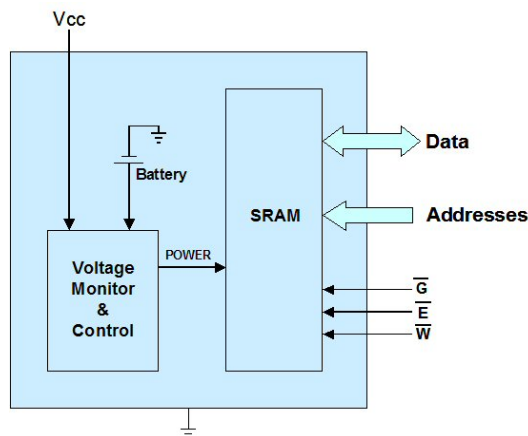 Vcc
Battery
Data
SRAM
Addresses
POWER
Voltage
Monitor
&
Control
G̅
E̅
W̅